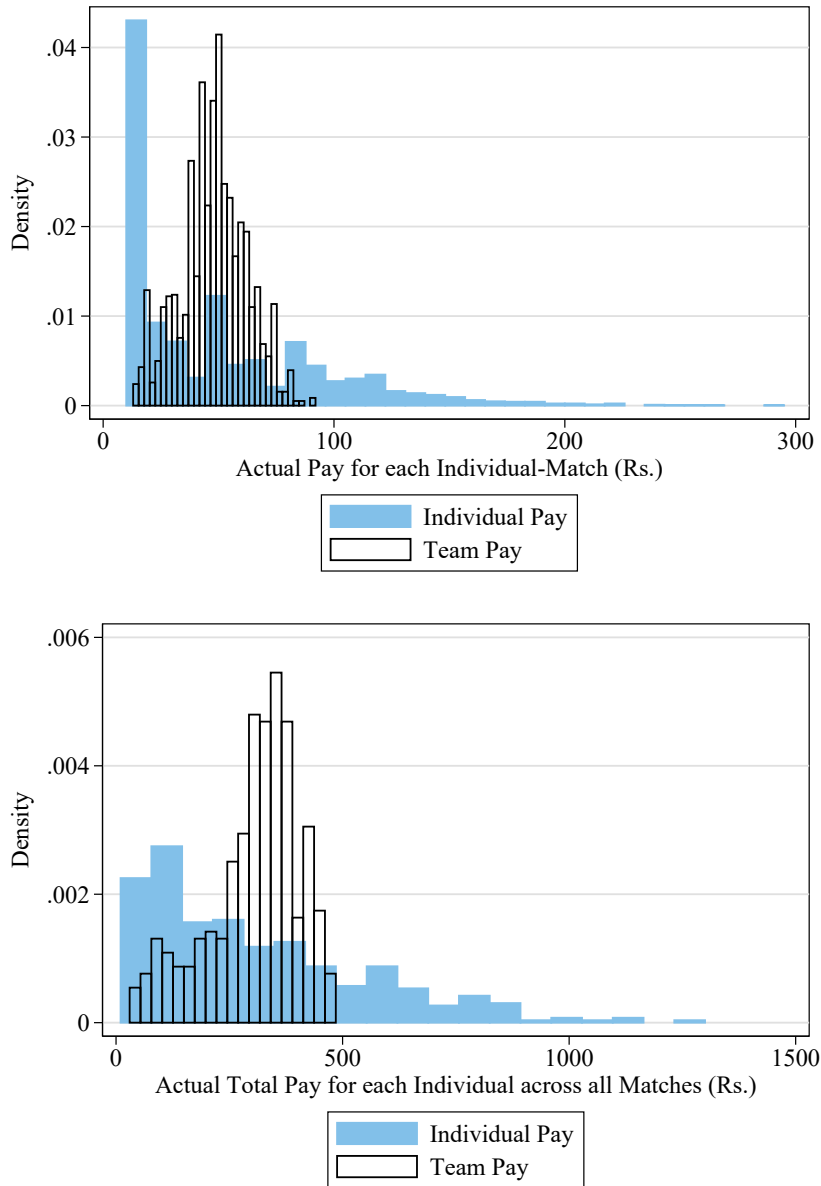 .04
.03
.02
.01
0
Density
0 100 200 300
Actual Pay for each Individual-Match (Rs.)
Individual Pay
Team Pay
.006
.004
.002
0
Density
0 500 1000 1500
Actual Total Pay for each Individual across all Matches (Rs.)
Individual Pay
Team Pay